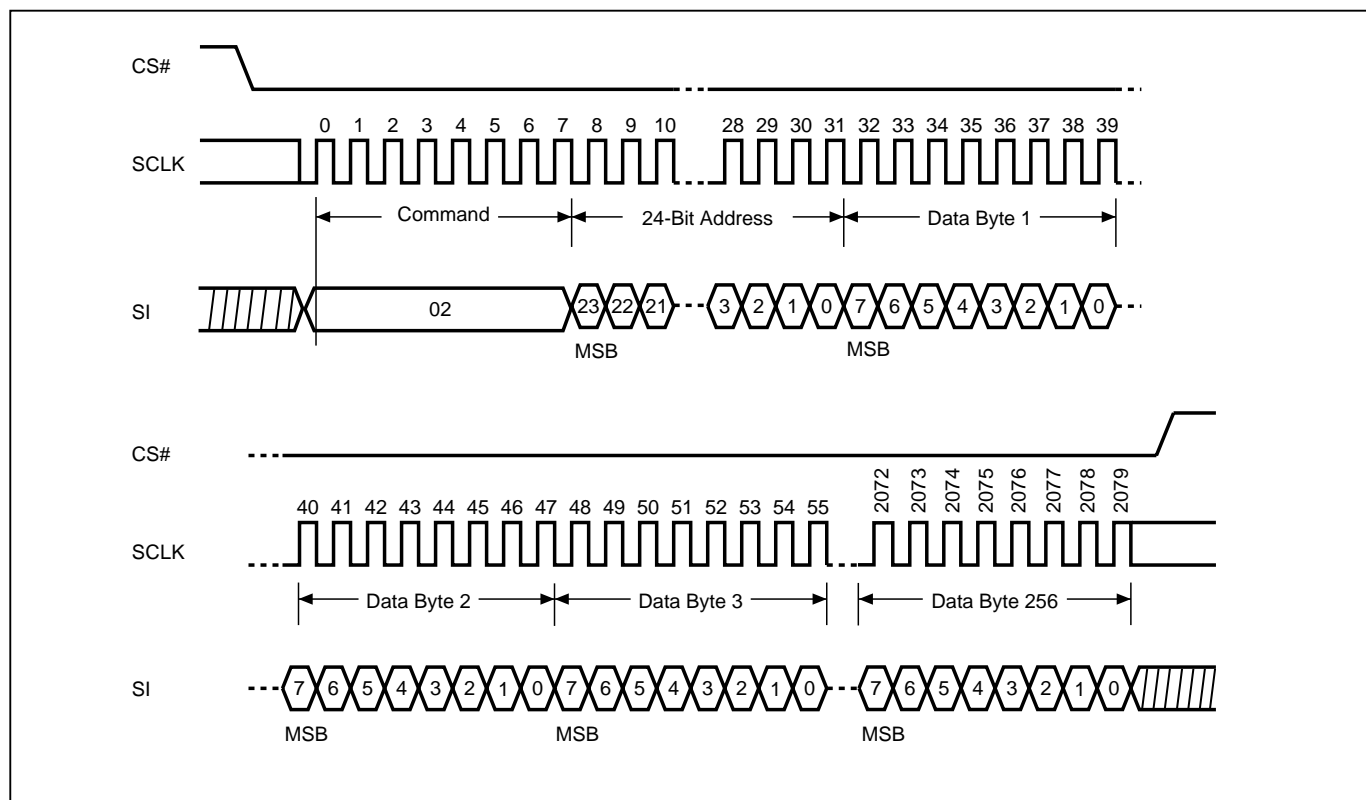 CS#
0 1 2 3 4 5 6 7 8 9 10 28 29 30 31 32 33 34 35 36 37 38 39
SCLK
Command 24-Bit Address Data Byte 1
SI 02 23 22 21 3 2 1 0 7 6 5 4 3 2 1 0
MSB MSB
CS#
40 41 42 43 44 45 46 47 48 49 50 51 52 53 54 55 2072 2073 2074 2075 2076 2077 2078 2079
SCLK
Data Byte 2 Data Byte 3 Data Byte 256
SI 7 6 5 4 3 2 1 0 7 6 5 4 3 2 1 0 7 6 5 4 3 2 1 0
MSB MSB MSB